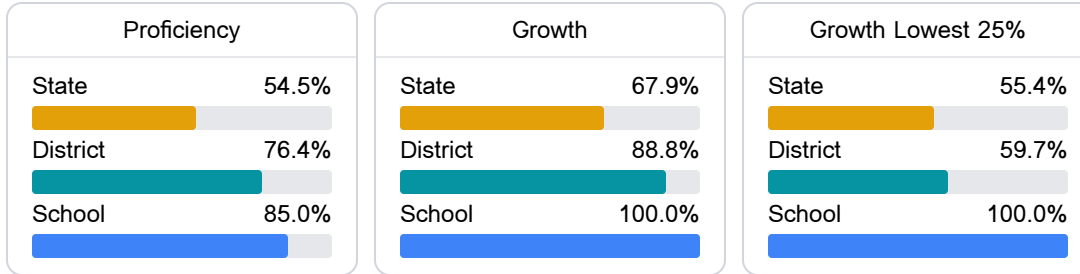 Proficiency
State 54.5%
District 76.4%
School 85.0%
Growth
State 67.9%
District 88.8%
School 100.0%
Growth Lowest 25%
State 55.4%
District 59.7%
School 100.0%